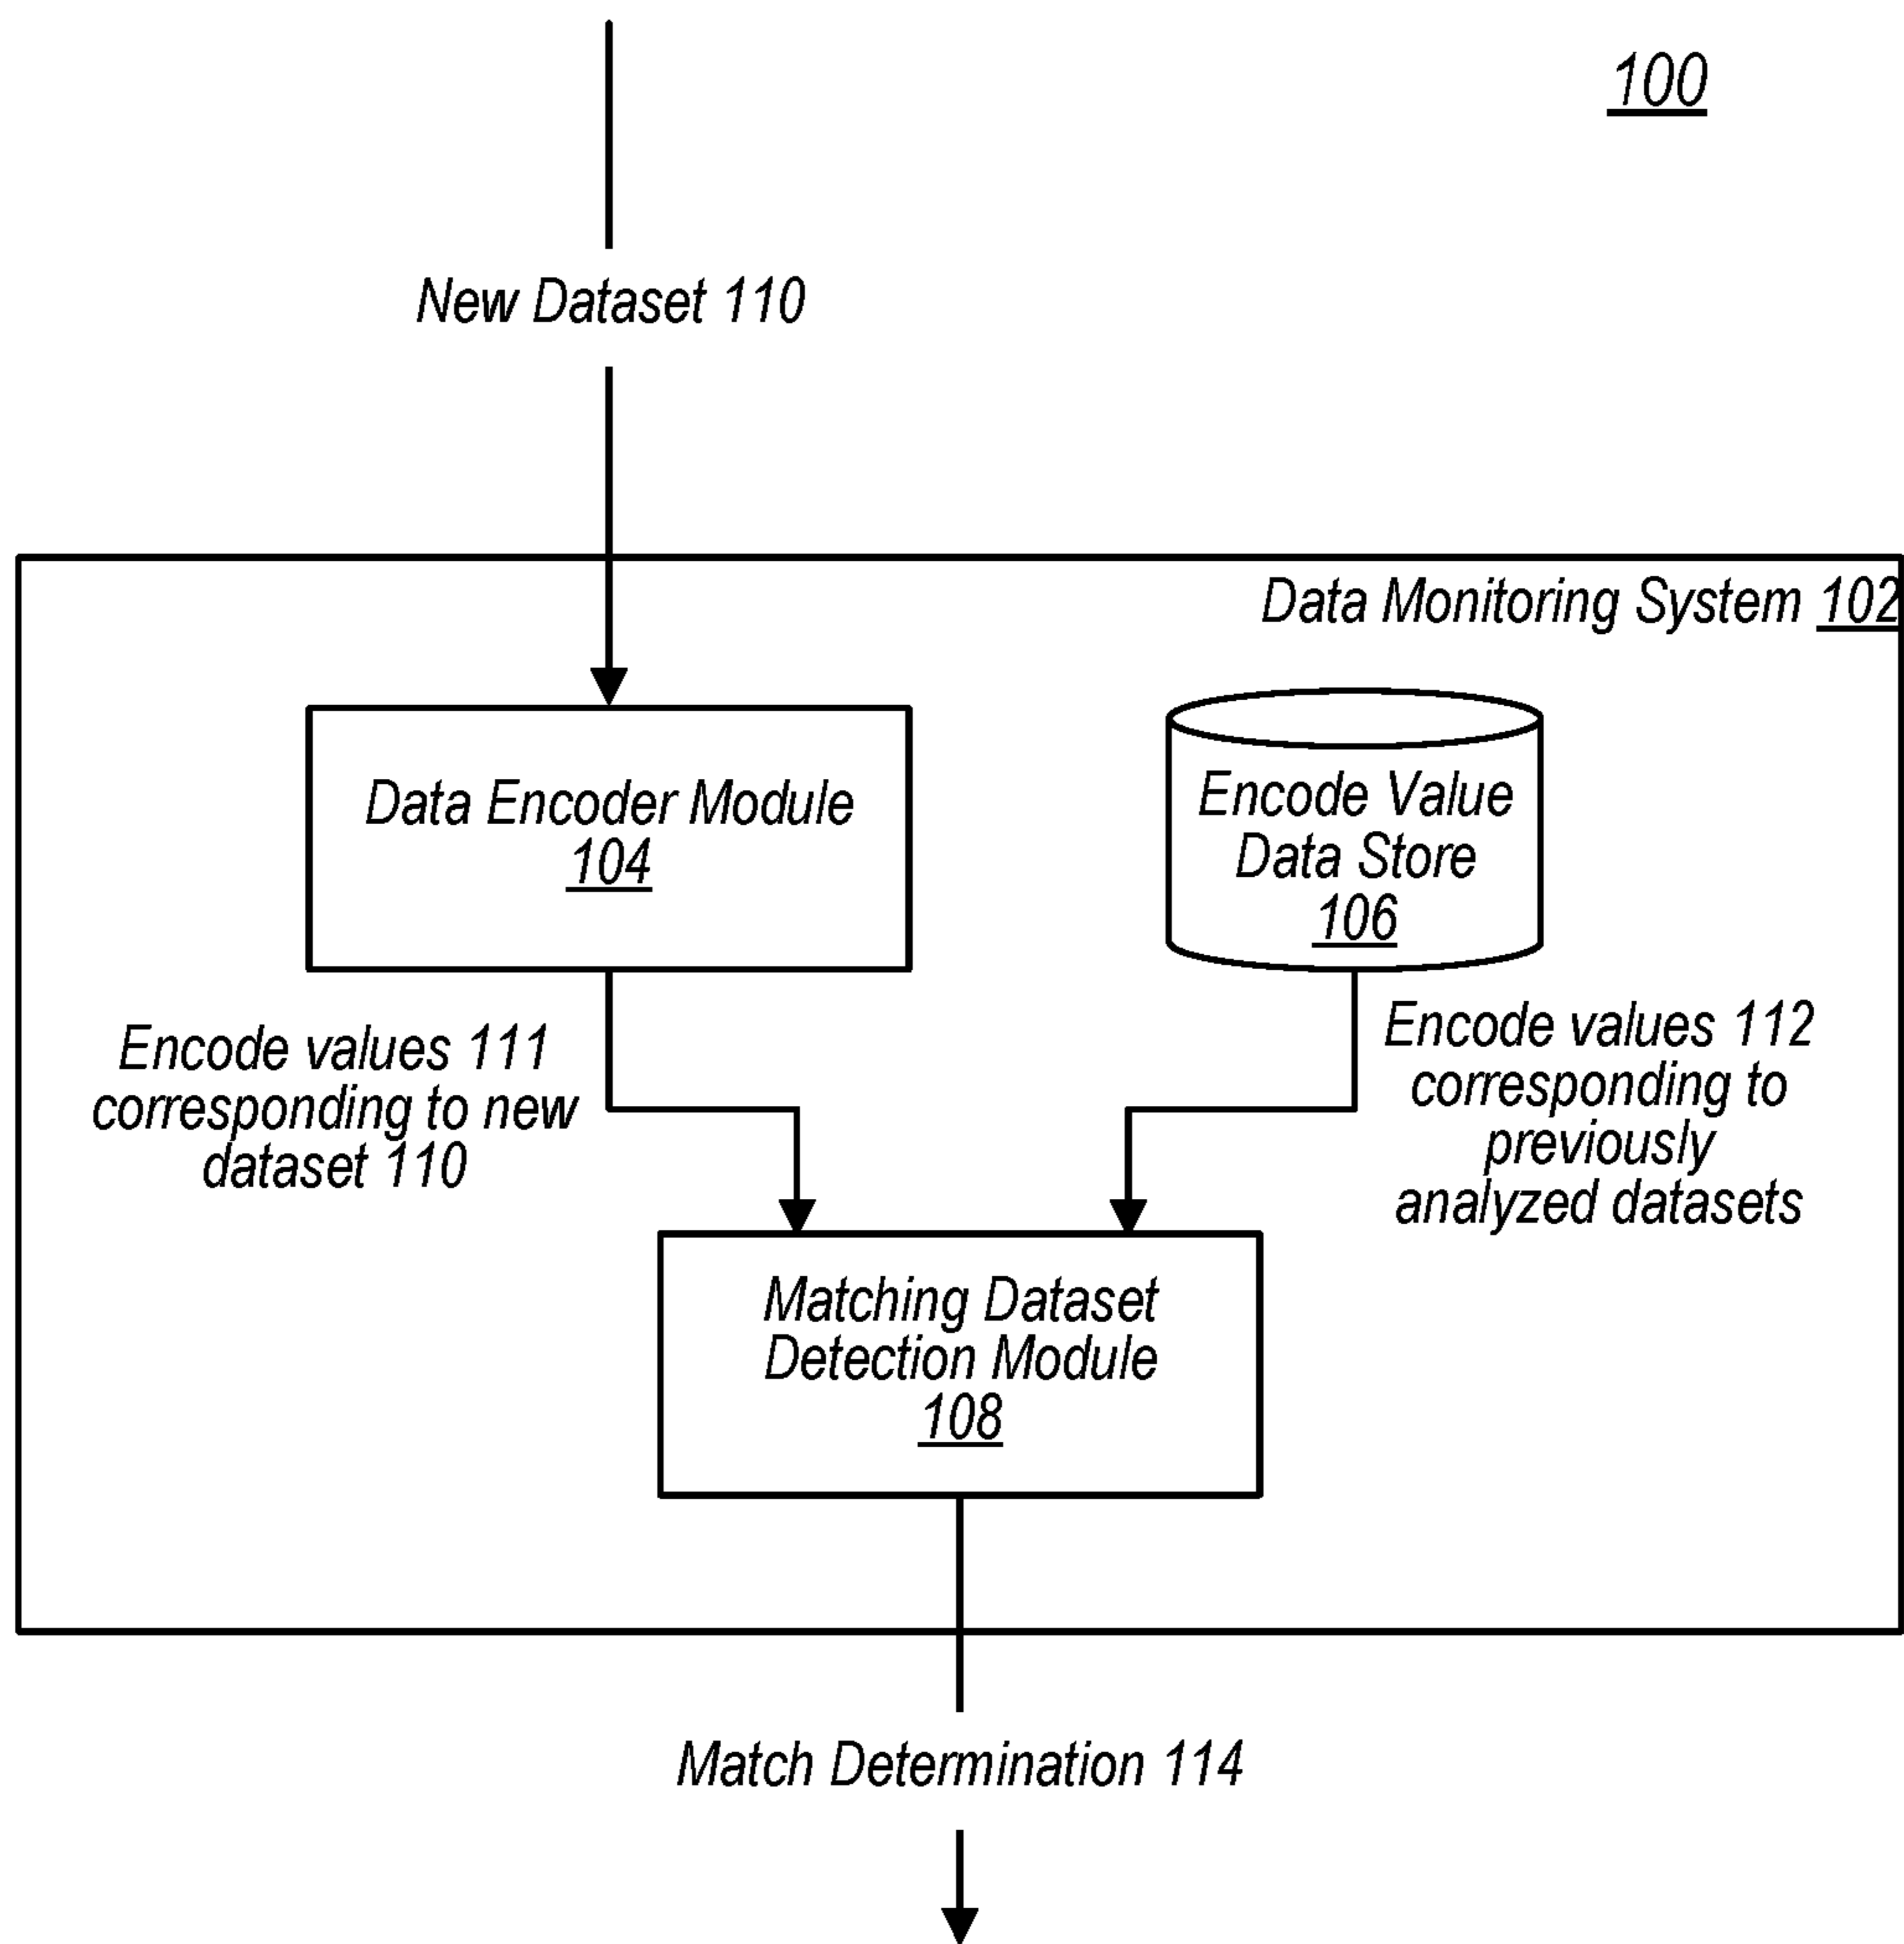 100
New Dataset 110
Data Monitoring System 102
Data Encoder Module
104
Encode Value
Data Store
106
Encode values 111
corresponding to new
dataset 110
Encode values 112
corresponding to
previously
analyzed datasets
Matching Dataset
Detection Module
108
Match Determination 114